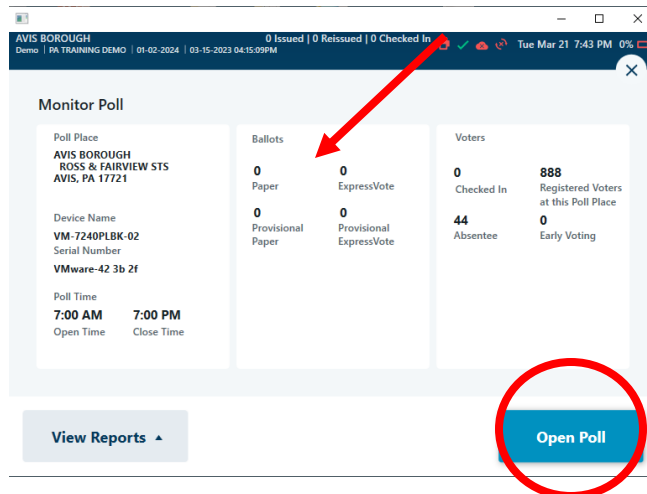 AVIS BOROUGH
0 Issued | 0 Reissued | 0 Checked In
Demo | PA TRAINING DEMO | 01-02-2024 | 03-15-2023 04:15:09PM
Tue Mar 21 7:43 PM 0%
Monitor Poll
Poll Place
AVIS BOROUGH
ROSS & FAIRVIEW STS
AVIS, PA 17721
Device Name
VM-7240PLBK-02
Serial Number
VMware-42 3b 2f
Poll Time
7:00 AM 7:00 PM
Open Time Close Time
Ballots
0 0
Paper ExpressVote
0 0
Provisional Provisional
Paper ExpressVote
Voters
0 888
Checked In Registered Voters
at this Poll Place
44 0
Absentee Early Voting
View Reports
Open Poll